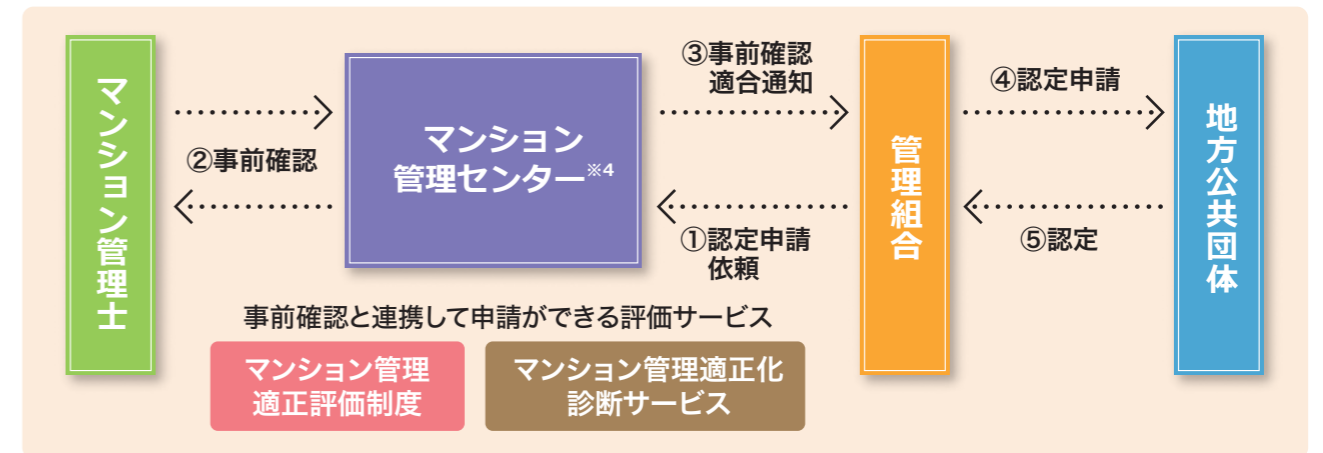 マンション管理士
②事前確認
マンション
管理センター※4
③事前確認
適合通知
①認定申請
依頼
管理組合
④認定申請
⑤認定
地方公共団体
事前確認と連携して申請ができる評価サービス
マンション管理
適正評価制度
マンション管理適正化
診断サービス